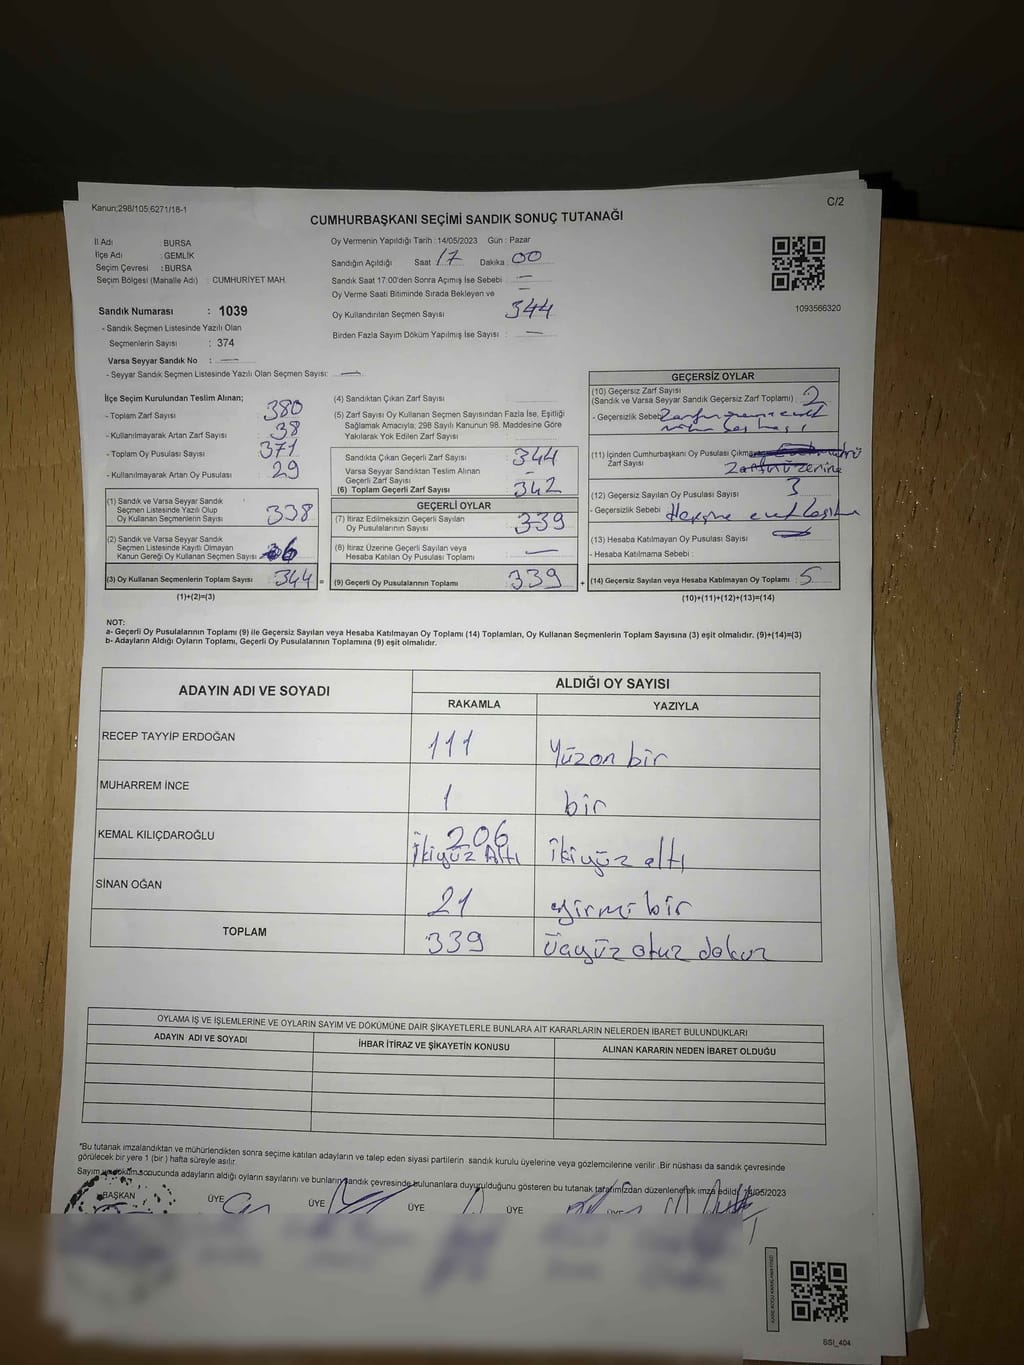 Kanun;298/105;6271/18-1
C/2
CUMHURBAŞKANI SEÇİMİ SANDIK SONUÇ TUTANAĞI
İl Adı : BURSA
İlçe Adı : GEMLİK
Seçim Çevresi : BURSA
Seçim Bölgesi (Mahalle Adı) : CUMHURİYET MAH.
Sandık Numarası : 1039
- Sandık Seçmen Listesinde Yazılı Olan
Seçmenlerin Sayısı : 374
Varsa Seyyar Sandık No : —
- Seyyar Sandık Seçmen Listesinde Yazılı Olan Seçmen Sayısı: —
Oy Vermenin Yapıldığı Tarih : 14/05/2023 Gün : Pazar
Sandığın Açıldığı Saat 17 Dakika 00
Sandık Saat 17:00'den Sonra Açımış İse Sebebi : —
Oy Verme Saati Bitiminde Sırada Bekleyen ve —
Oy Kullandırılan Seçmen Sayısı 344
Birden Fazla Sayım Döküm Yapılmış İse Sayısı : —
1093566320
İlçe Seçim Kurulundan Teslim Alınan;
- Toplam Zarf Sayısı 380
- Kullanılmayarak Artan Zarf Sayısı 38
- Toplam Oy Pusulası Sayısı 371
- Kullanılmayarak Artan Oy Pusulası 29
(1) Sandık ve Varsa Seyyar Sandık
Seçmen Listesinde Yazılı Olup
Oy Kullanan Seçmenlerin Sayısı 338
(2) Sandık ve Varsa Seyyar Sandık
Seçmen Listesinde Kayıtlı Olmayan
Kanun Gereği Oy Kullanan Seçmen Sayısı 6
(3) Oy Kullanan Seçmenlerin Toplam Sayısı : 344 =
(1)+(2)=(3)
(4) Sandıktan Çıkan Zarf Sayısı :
(5) Zarf Sayısı Oy Kullanan Seçmen Sayısından Fazla İse, Eşitliği
Sağlamak Amacıyla; 298 Sayılı Kanunun 98. Maddesine Göre
Yakılarak Yok Edilen Zarf Sayısı :
Sandıkta Çıkan Geçerli Zarf Sayısı : 344
Varsa Seyyar Sandıktan Teslim Alınan
Geçerli Zarf Sayısı : -
(6) Toplam Geçerli Zarf Sayısı : 342
GEÇERLİ OYLAR
(7) İtiraz Edilmeksizin Geçerli Sayılan
Oy Pusulasının Sayısı 339
(8) İtiraz Üzerine Geçerli Sayılan veya
Hesaba Katılan Oy Pusulası Toplamı : —
(9) Geçerli Oy Pusulalarının Toplamı : 339 +
GEÇERSİZ OYLAR
(10) Geçersiz Zarf Sayısı
(Sandık ve Varsa Seyyar Sandık Geçersiz Zarf Toplamı) : 2
- Geçersizlik Sebebi
(11) İçinden Cumhurbaşkanı Oy Pusulası Çıkmayan
Zarf Sayısı Zarfın üzerine
(12) Geçersiz Sayılan Oy Pusulası Sayısı 3
- Geçersizlik Sebebi :
(13) Hesaba Katılmayan Oy Pusulası Sayısı :
- Hesaba Katılmama Sebebi :
(14) Geçersiz Sayılan veya Hesaba Katılmayan Oy Toplamı : 5
(10)+(11)+(12)+(13)=(14)
NOT:
a- Geçerli Oy Pusulalarının Toplamı (9) ile Geçersiz Sayılan veya Hesaba Katılmayan Oy Toplamı (14) Toplamları, Oy Kullanan Seçmenlerin Toplam Sayısına (3) eşit olmalıdır. (9)+(14)=(3)
b- Adayların Aldığı Oyların Toplamı, Geçerli Oy Pusulalarının Toplamına (9) eşit olmalıdır.
ADAYIN ADI VE SOYADI
ALDIĞI OY SAYISI
RAKAMLA YAZIYLA
RECEP TAYYİP ERDOĞAN 111 Yüzon bir
MUHARREM İNCE 1 bir
KEMAL KILIÇDAROĞLU 206 İkiyüz Altı İkiyüz altı
SİNAN OĞAN 21 yirmi bir
TOPLAM 339 Üçyüz otuz dokuz
OYLAMA İŞ VE İŞLEMLERİNE VE OYLARIN SAYIM VE DÖKÜMÜNE DAİR ŞİKAYETLERLE BUNLARA AİT KARARLARIN NELERDEN İBARET BULUNDUKLARI
ADAYIN ADI VE SOYADI İHBAR İTİRAZ VE ŞİKAYETİN KONUSU ALINAN KARARIN NEDEN İBARET OLDUĞU
*Bu tutanak imzalandıktan ve mühürlendikten sonra seçime katılan adayların ve talep eden siyasi partilerin sandık kurulu üyelerine veya gözlemcilerine verilir .Bir nüshası da sandık çevresinde
görülecek bir yere 1 (bir ) hafta süreyle asılır.
Sayım ve döküm sonucunda adayların aldığı oyların sayılarını ve bunların sandık çevresinde bulunanlara duyurulduğunu gösteren bu tutanak tarafımızdan düzenlenerek imza edildi. 14/05/2023
BAŞKAN ÜYE ÜYE ÜYE ÜYE ÜYE
SSI_404